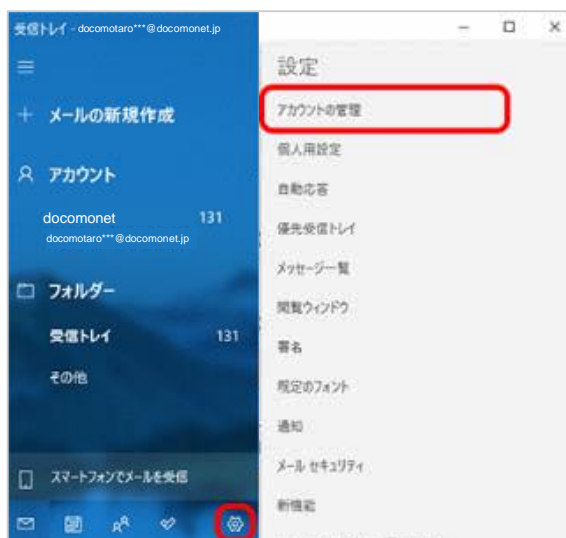 受信トレイ - docomotaro***@docomonet.jp
メールの新規作成
アカウント
docomonet 131
docomotaro***@docomonet.jp
フォルダー
受信トレイ 131
その他
スマートフォンでメールを受信
設定
アカウントの管理
個人用設定
自動応答
優先受信トレイ
メッセージ一覧
閲覧ウィンドウ
署名
既定のフォント
通知
メール セキュリティ
新機能